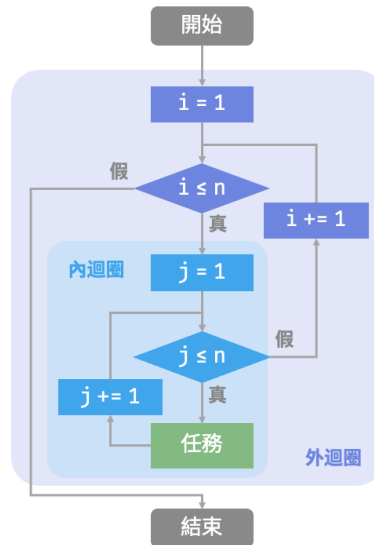 開始
i = 1
假
i ≤ n
真
i += 1
內迴圈
j = 1
j ≤ n
假
真
j += 1
任務
外迴圈
結束